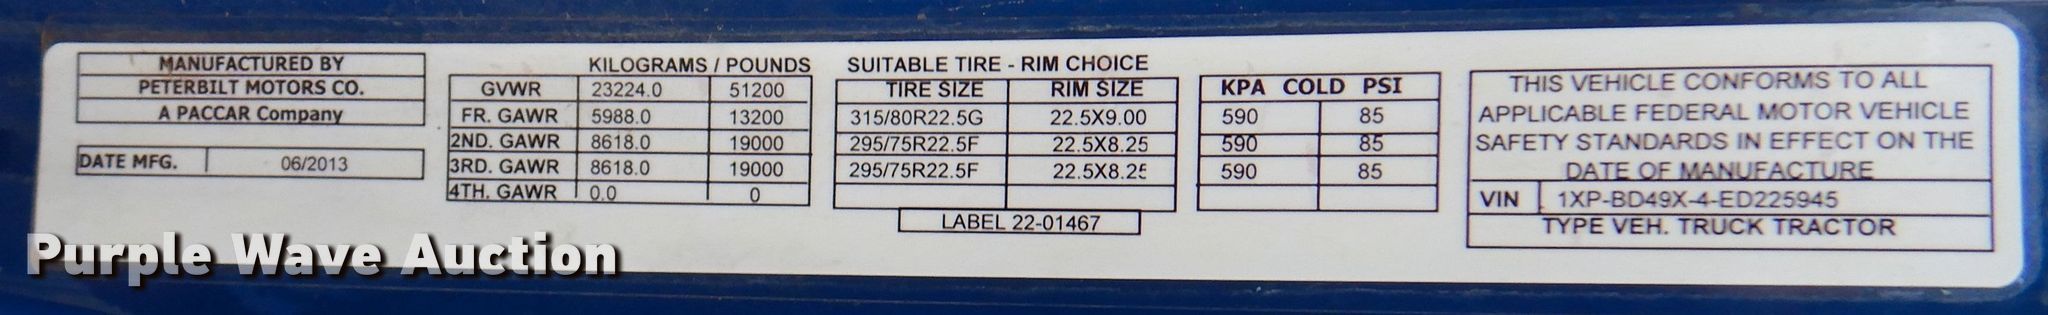 MANUFACTURED BY
PETERBILT MOTORS CO.
A PACCAR Company
DATE MFG. 06/2013
KILOGRAMS / POUNDS
GVWR 23224.0 51200
FR. GAWR 5988.0 13200
2ND. GAWR 8618.0 19000
3RD. GAWR 8618.0 19000
4TH. GAWR 0.0 0
SUITABLE TIRE - RIM CHOICE
TIRE SIZE RIM SIZE
315/80R22.5G 22.5X9.00
295/75R22.5F 22.5X8.25
295/75R22.5F 22.5X8.25
LABEL 22-01467
KPA COLD PSI
590 85
590 85
590 85
THIS VEHICLE CONFORMS TO ALL
APPLICABLE FEDERAL MOTOR VEHICLE
SAFETY STANDARDS IN EFFECT ON THE
DATE OF MANUFACTURE
VIN 1XP-BD49X-4-ED225945
TYPE VEH. TRUCK TRACTOR
Purple Wave Auction